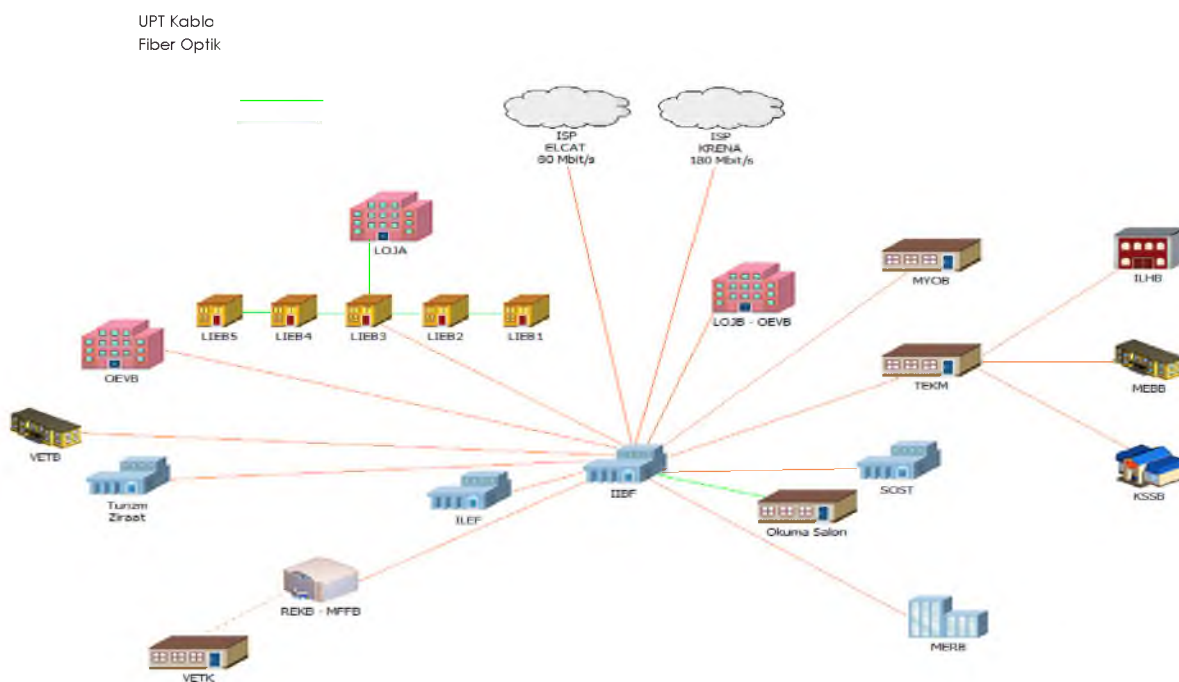 UPT Kablo
Fiber Optik
ISP
ELCAT
80 Mbit/s
ISP
KRENA
180 Mbit/s
LOJA
MYOB
ILHB
LOJB - OEVB
LIEB5
LIEB4
LIEB3
LIEB2
LIEB1
OEVB
TEKM
MEBB
VETB
IIBF
SOST
KSSB
Turizm
Ziraat
ILEF
Okuma Salon
REKB - MFFB
MERB
VETK